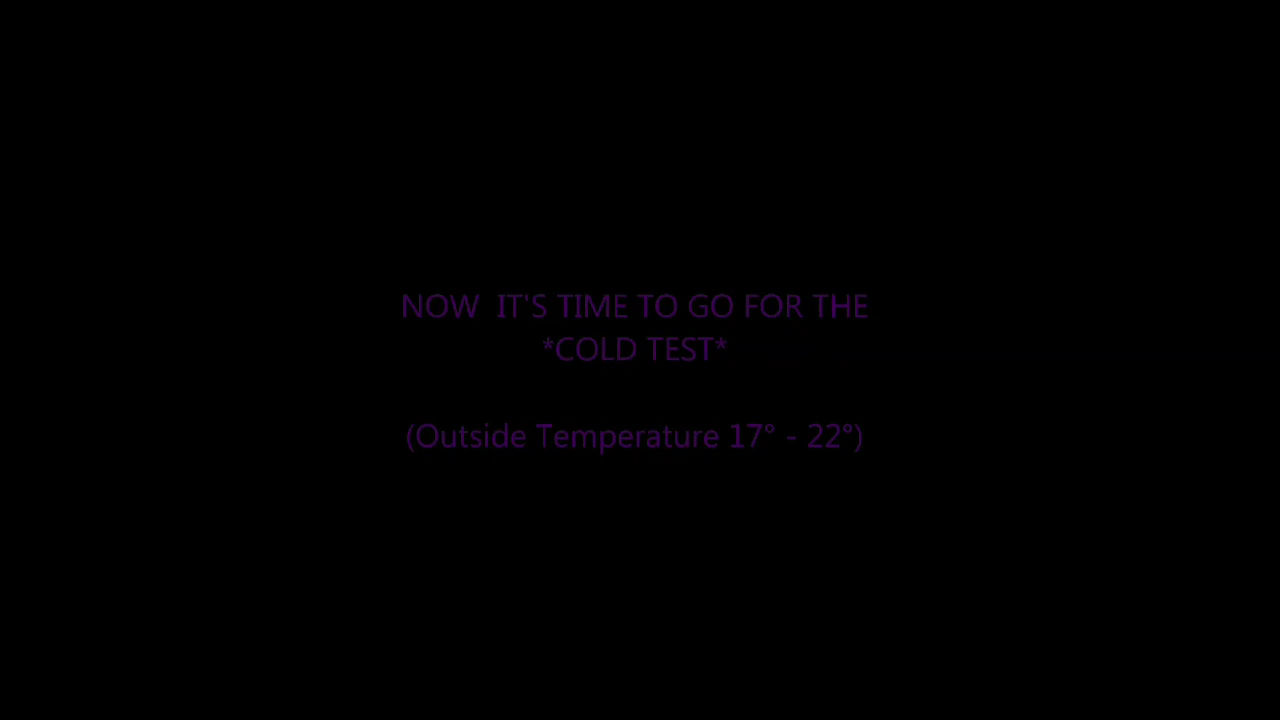 NOW  IT'S TIME TO GO FOR THE
*COLD TEST*
(Outside Temperature 17° - 22°)